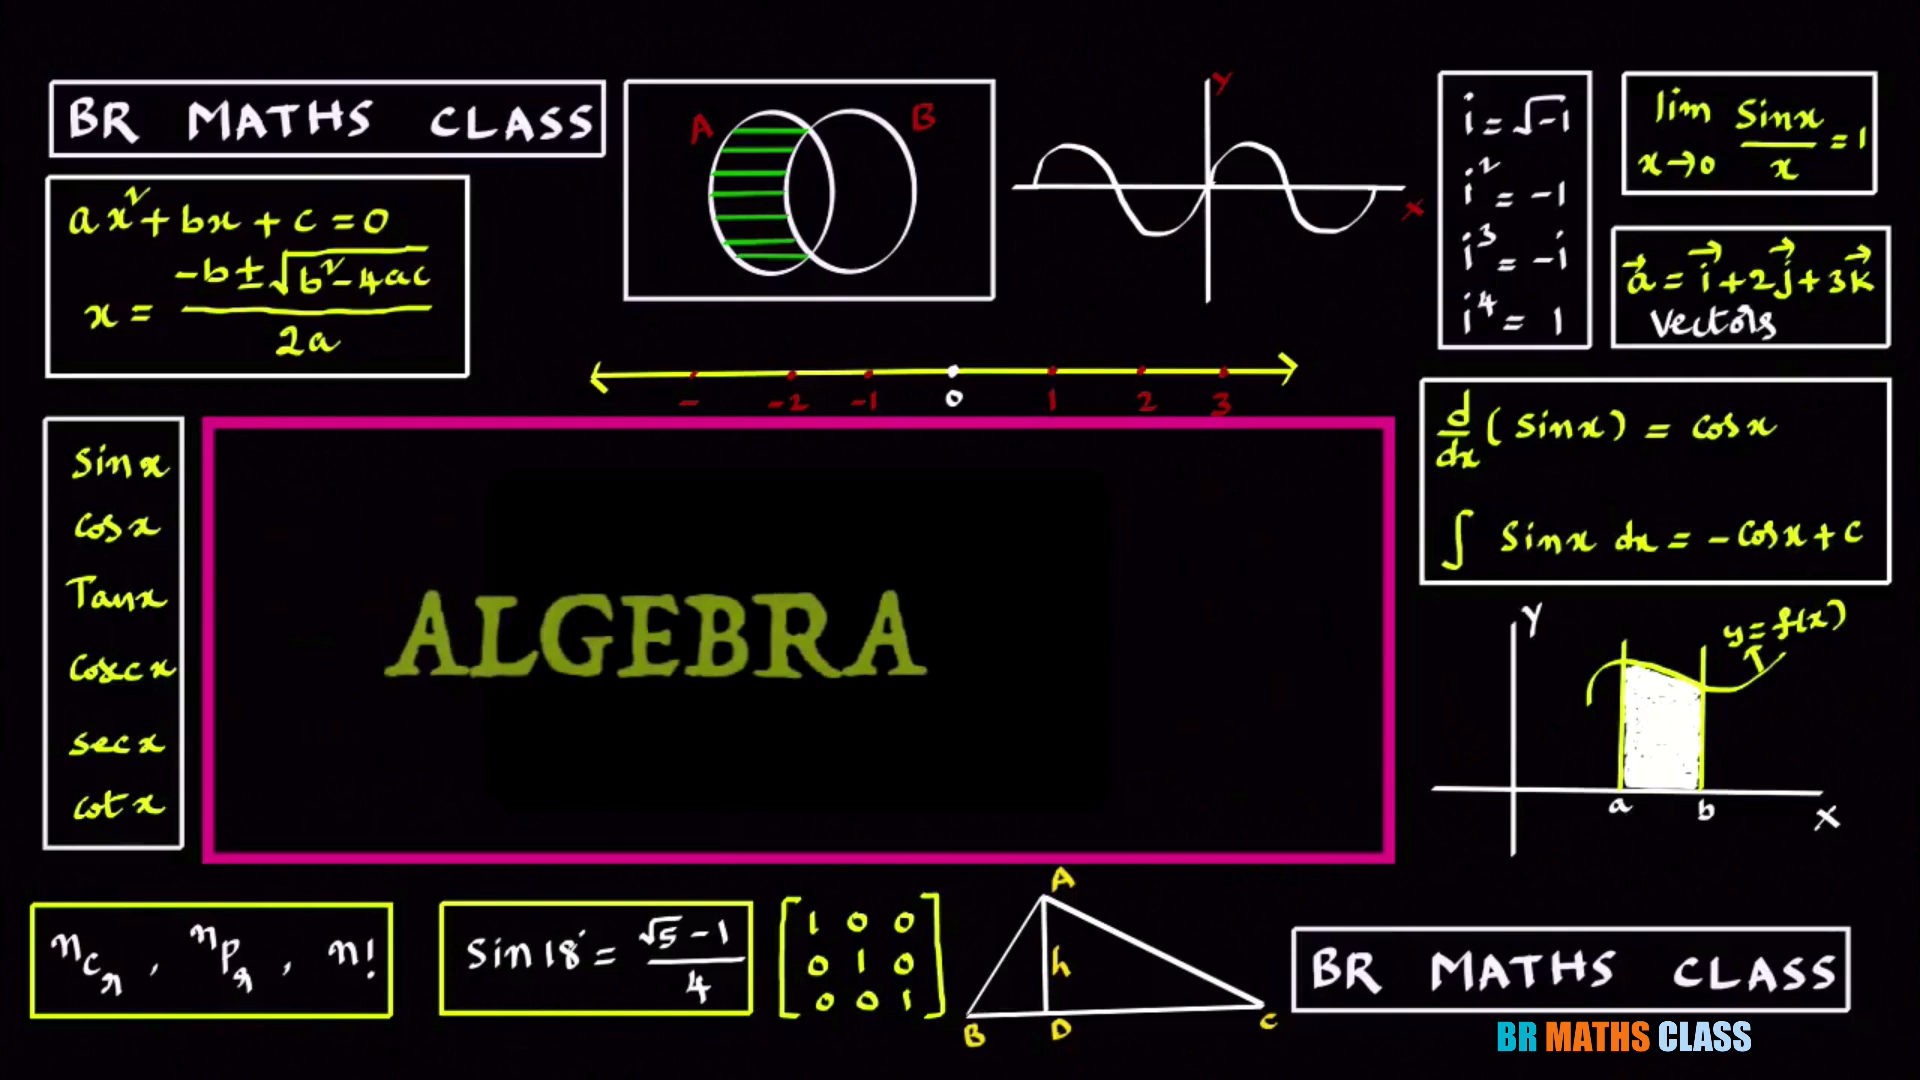 BR MATHS CLASS
ax² + bx + c = 0
x = (-b ± √(b² - 4ac)) / 2a
A B
Y
X
i = √-1
i² = -1
i³ = -i
i⁴ = 1
lim x→0 Sinx/x = 1
a⃗ = i⃗ + 2j⃗ + 3k⃗
Vectors
- -2 -1 0 1 2 3
d/dx (Sinx) = Cosx
∫ Sinx dx = -Cosx + c
Sinx
Cosx
Tanx
Cosecx
secx
cotx
ALGEBRA
Y
y = f(x)
a b
X
ⁿCᵣ , ⁿPᵣ , n!
Sin18° = (√5 - 1) / 4
1 0 0
0 1 0
0 0 1
A
h
B D C
BR MATHS CLASS
BR MATHS CLASS